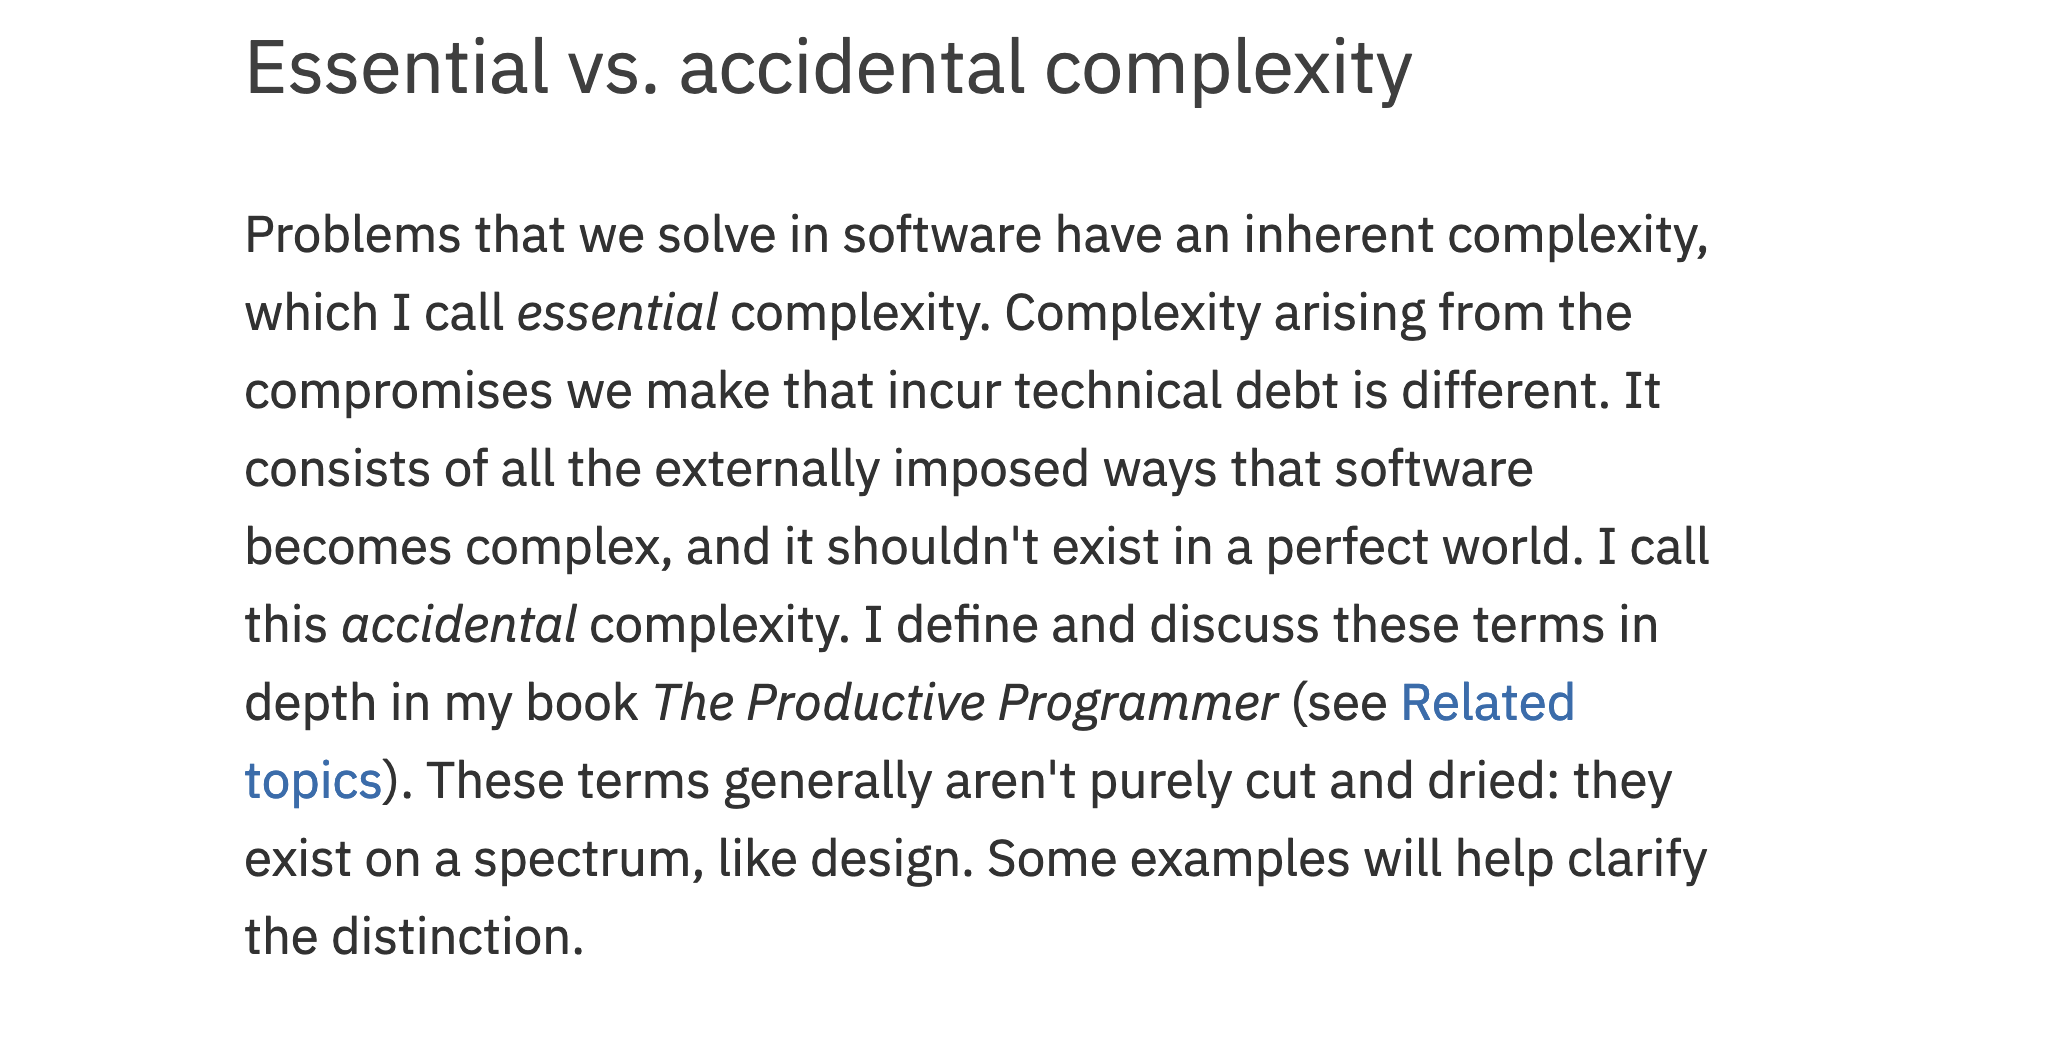 Essential vs. accidental complexity
Problems that we solve in software have an inherent complexity,
which I call essential complexity. Complexity arising from the
compromises we make that incur technical debt is different. It
consists of all the externally imposed ways that software
becomes complex, and it shouldn't exist in a perfect world. I call
this accidental complexity. I define and discuss these terms in
depth in my book The Productive Programmer (see Related
topics). These terms generally aren't purely cut and dried: they
exist on a spectrum, like design. Some examples will help clarify
the distinction.